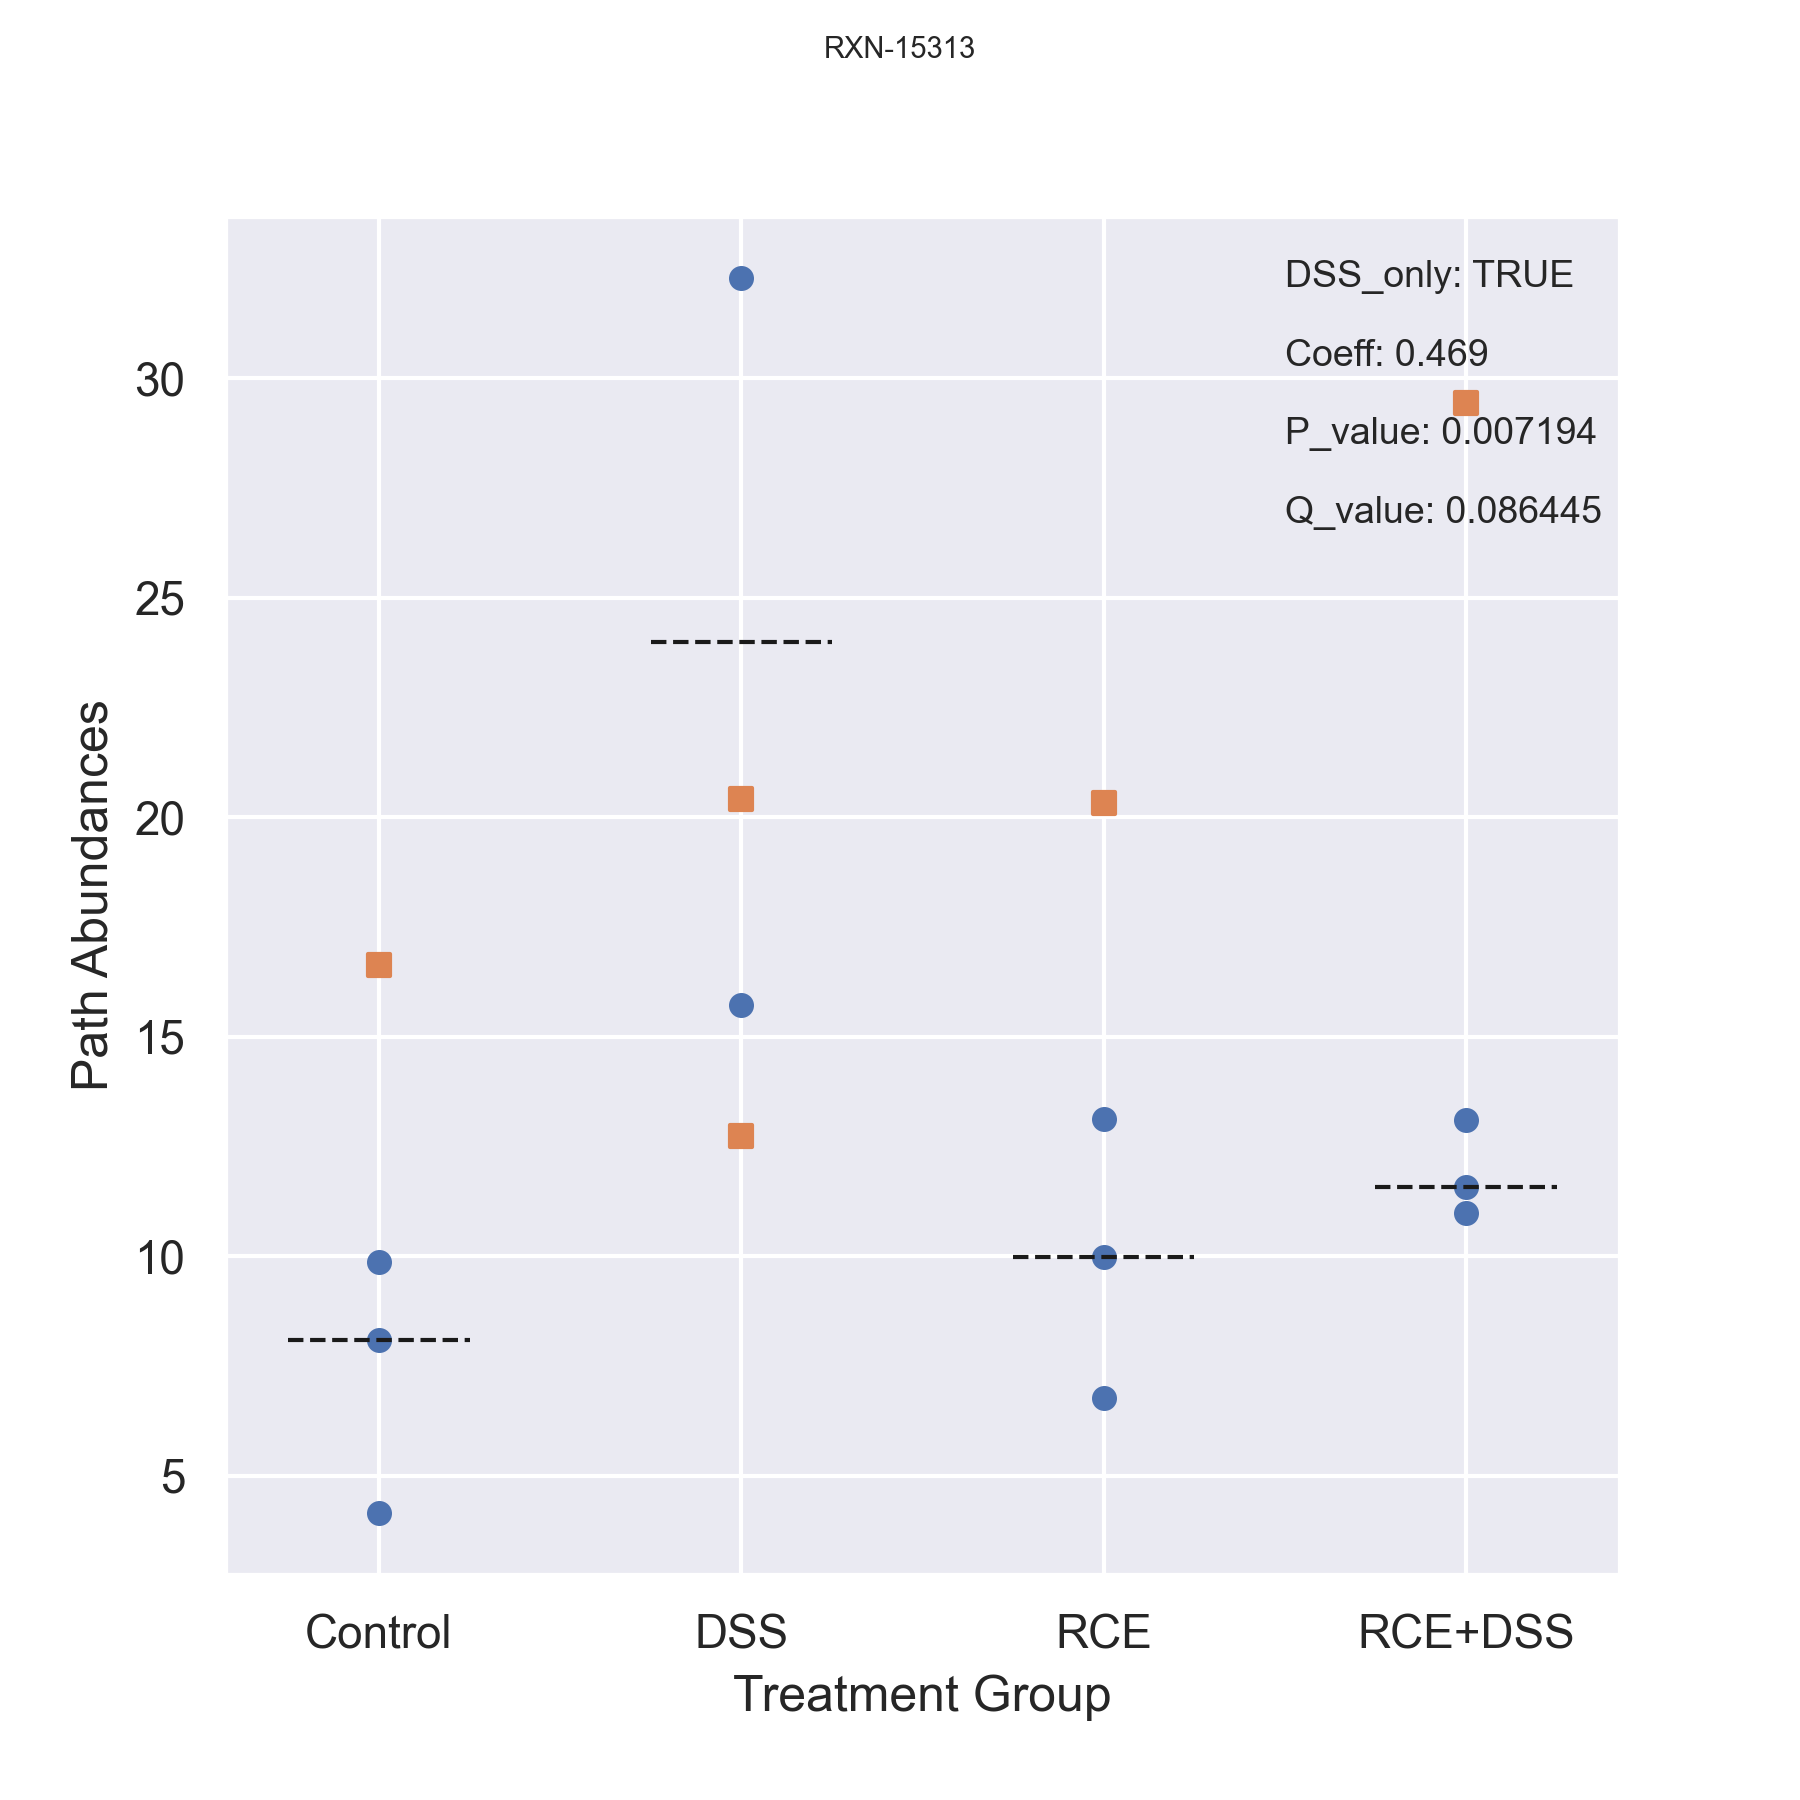 RXN-15313
DSS_only: TRUE
Coeff: 0.469
P_value: 0.007194
Q_value: 0.086445
30
25
20
15
10
5
Path Abundances
Control
DSS
RCE
RCE+DSS
Treatment Group